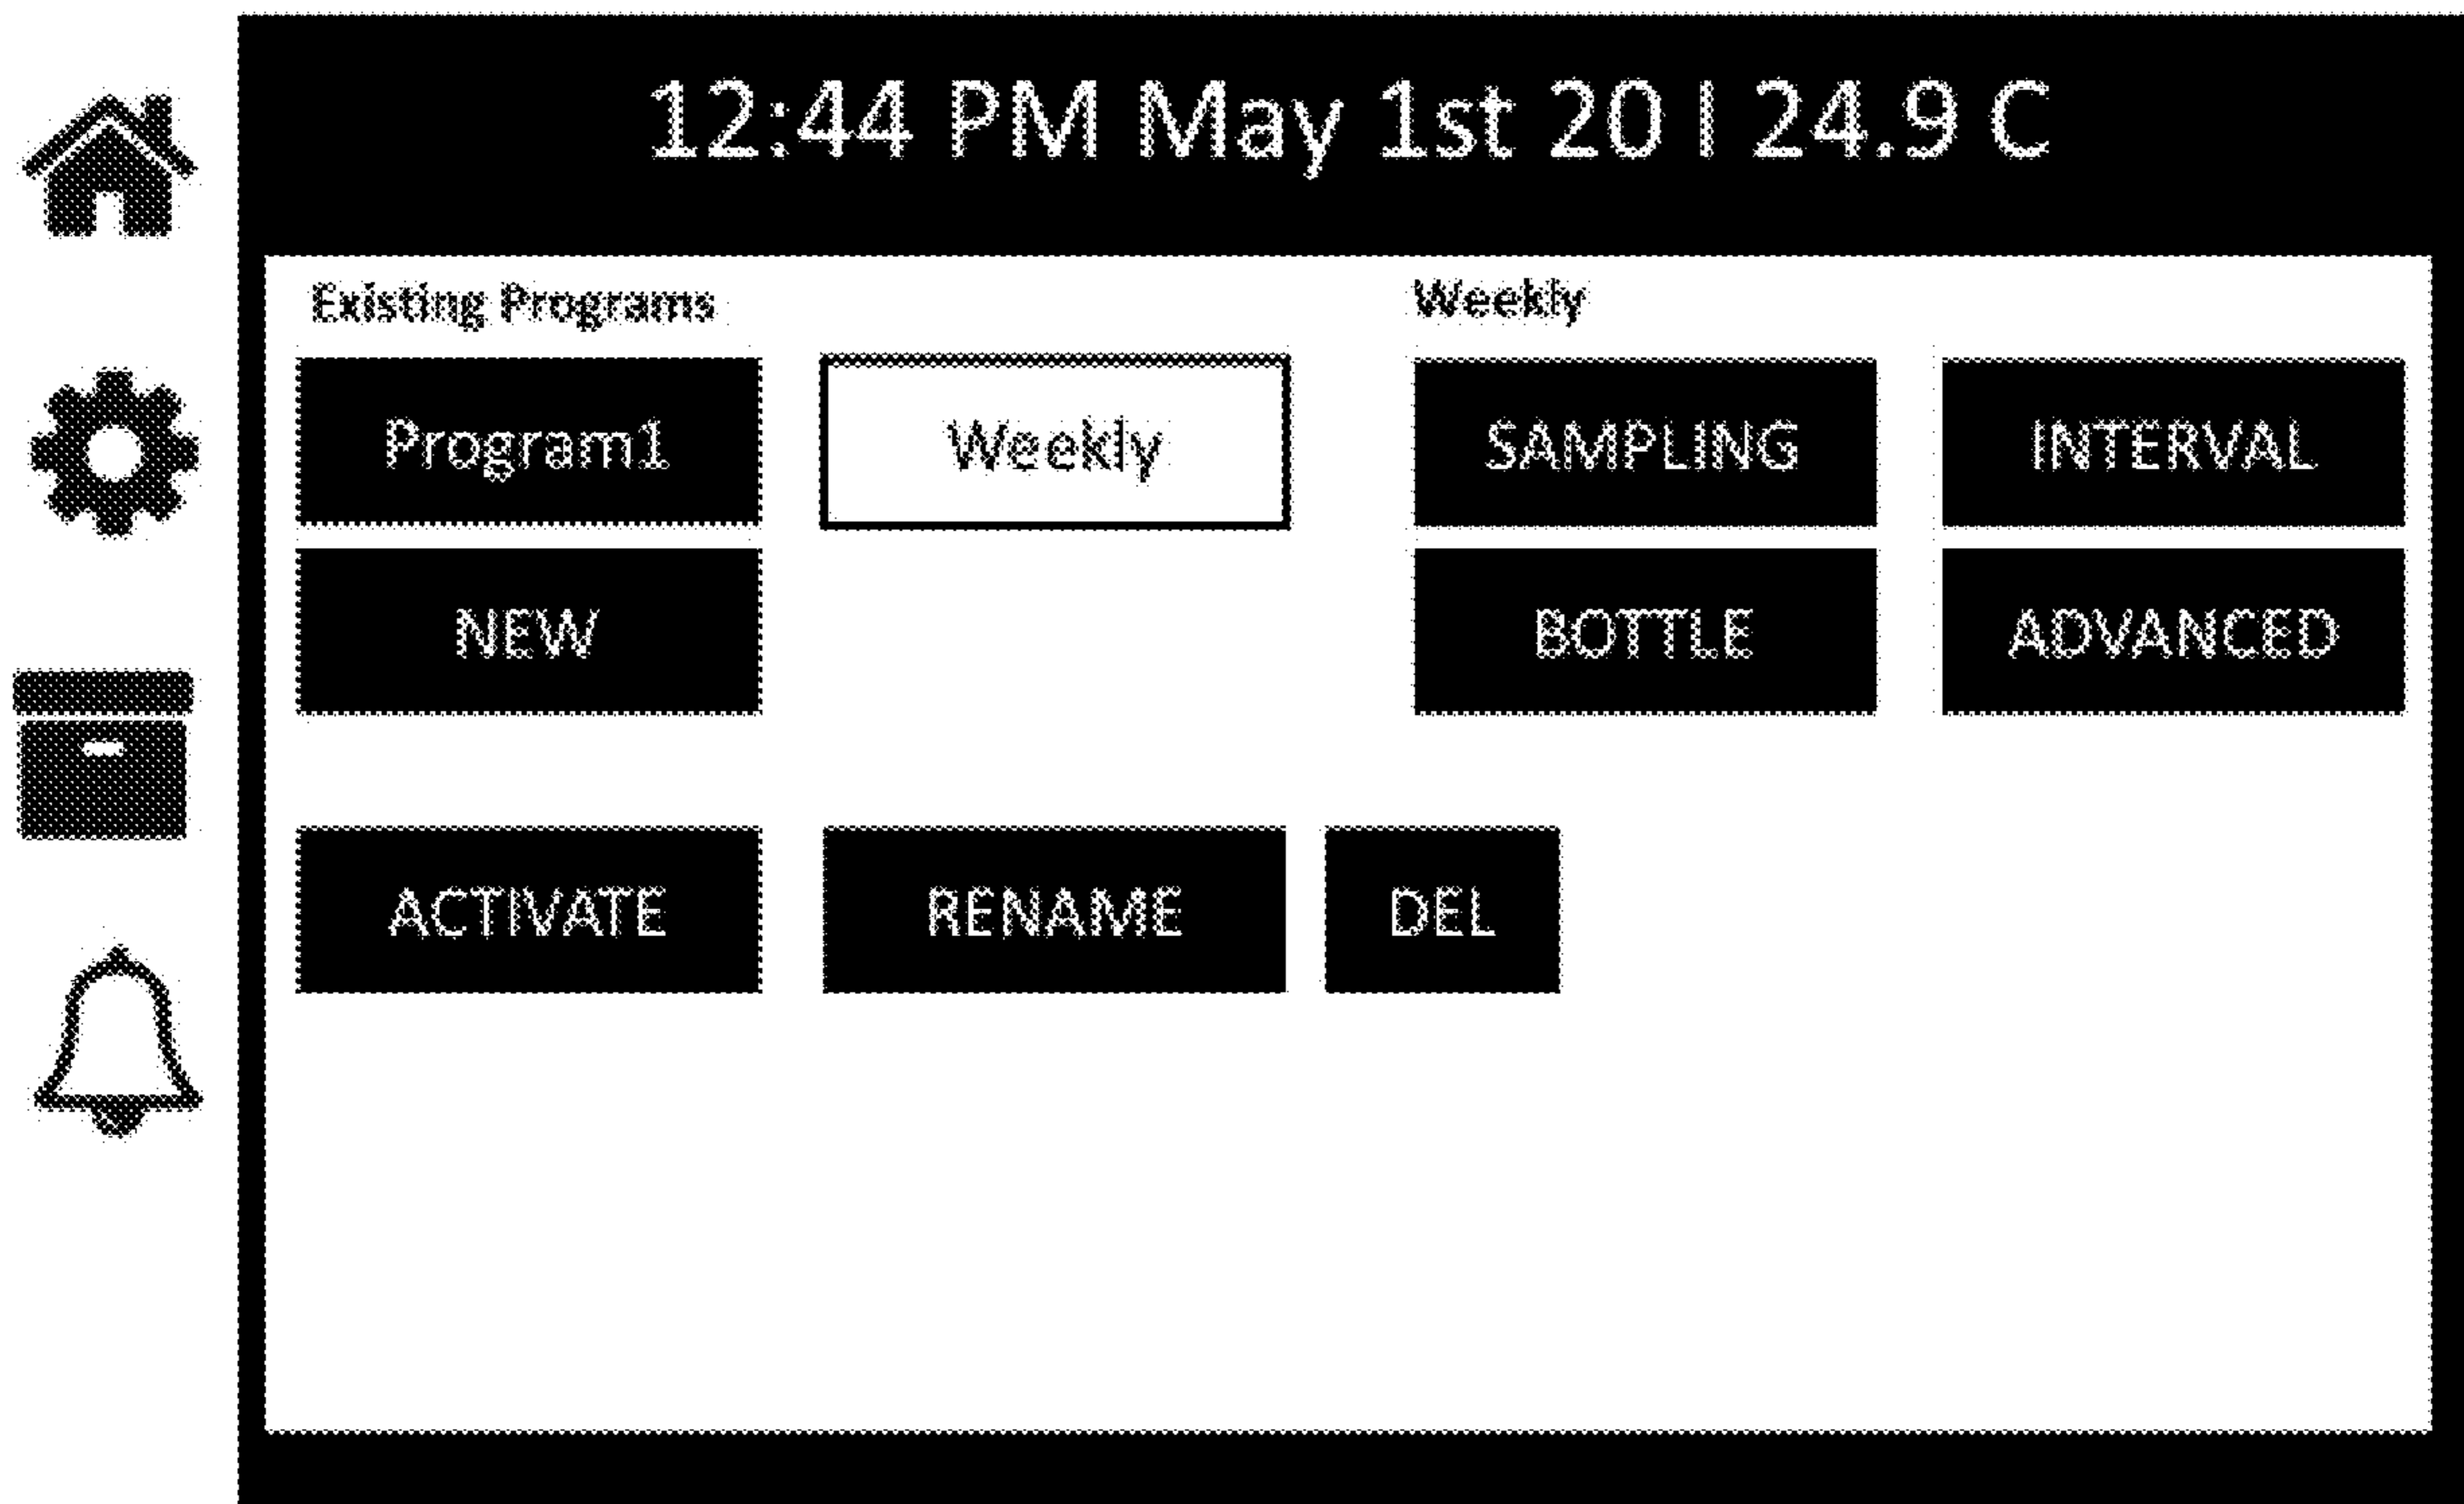 12:44 PM May 1st 20 | 24.9 C
Existing Programs
Weekly
Program1
Weekly
SAMPLING
INTERVAL
NEW
BOTTLE
ADVANCED
ACTIVATE
RENAME
DEL